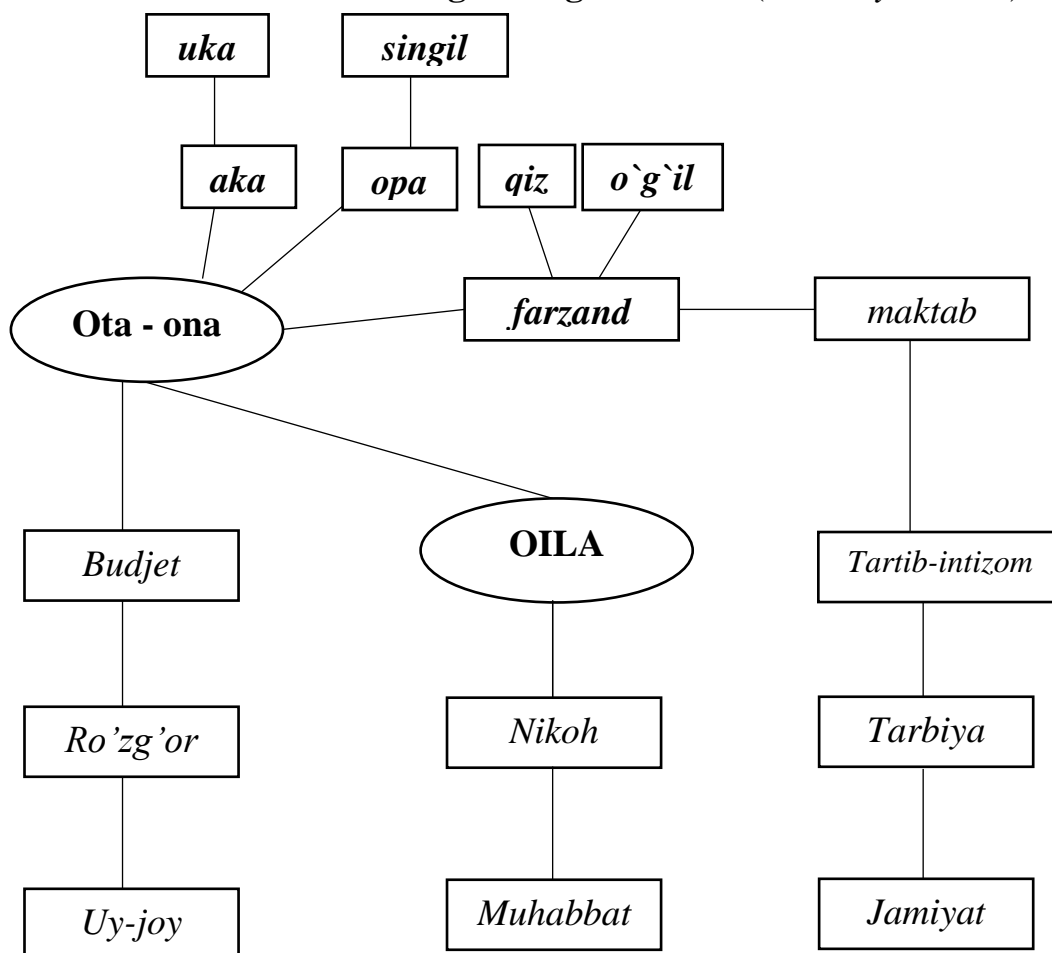 uka singil
aka opa qiz o`g`il
Ota - ona farzand maktab
Budjet OILA Tartib-intizom
Ro’zg’or Nikoh Tarbiya
Uy-joy Muhabbat Jamiyat